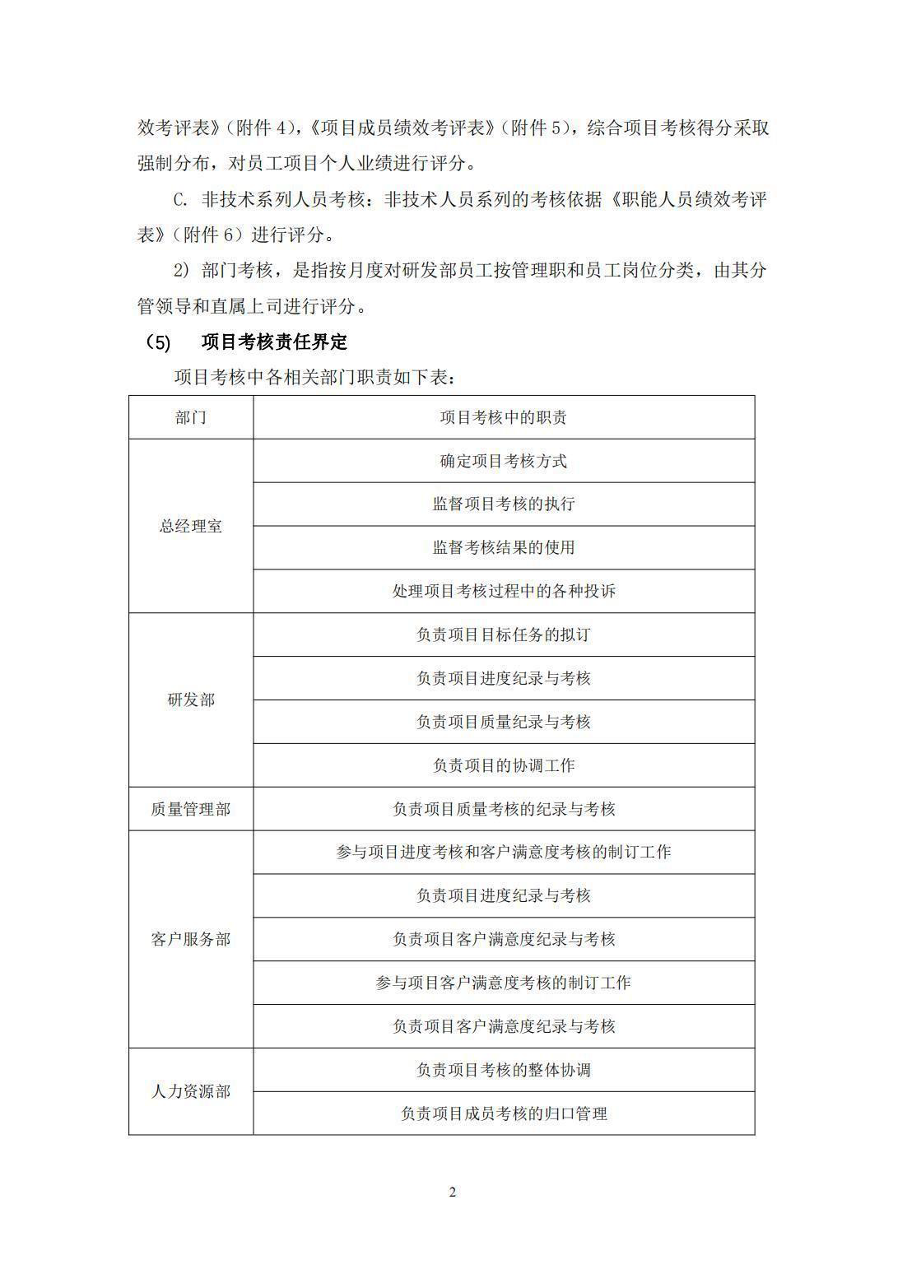 效考评表》（附件 4），《项目成员绩效考评表》（附件 5），综合项目考核得分采取
强制分布，对员工项目个人业绩进行评分。
C. 非技术系列人员考核：非技术人员系列的考核依据《职能人员绩效考评
表》（附件 6）进行评分。
2) 部门考核，是指按月度对研发部员工按管理职和员工岗位分类，由其分
管领导和直属上司进行评分。
（5) 项目考核责任界定
项目考核中各相关部门职责如下表：
部门 项目考核中的职责
总经理室
确定项目考核方式
监督项目考核的执行
监督考核结果的使用
处理项目考核过程中的各种投诉
研发部
负责项目目标任务的拟订
负责项目进度纪录与考核
负责项目质量纪录与考核
负责项目的协调工作
质量管理部 负责项目质量考核的纪录与考核
客户服务部
参与项目进度考核和客户满意度考核的制订工作
负责项目进度纪录与考核
负责项目客户满意度纪录与考核
参与项目客户满意度考核的制订工作
负责项目客户满意度纪录与考核
人力资源部
负责项目考核的整体协调
负责项目成员考核的归口管理
2